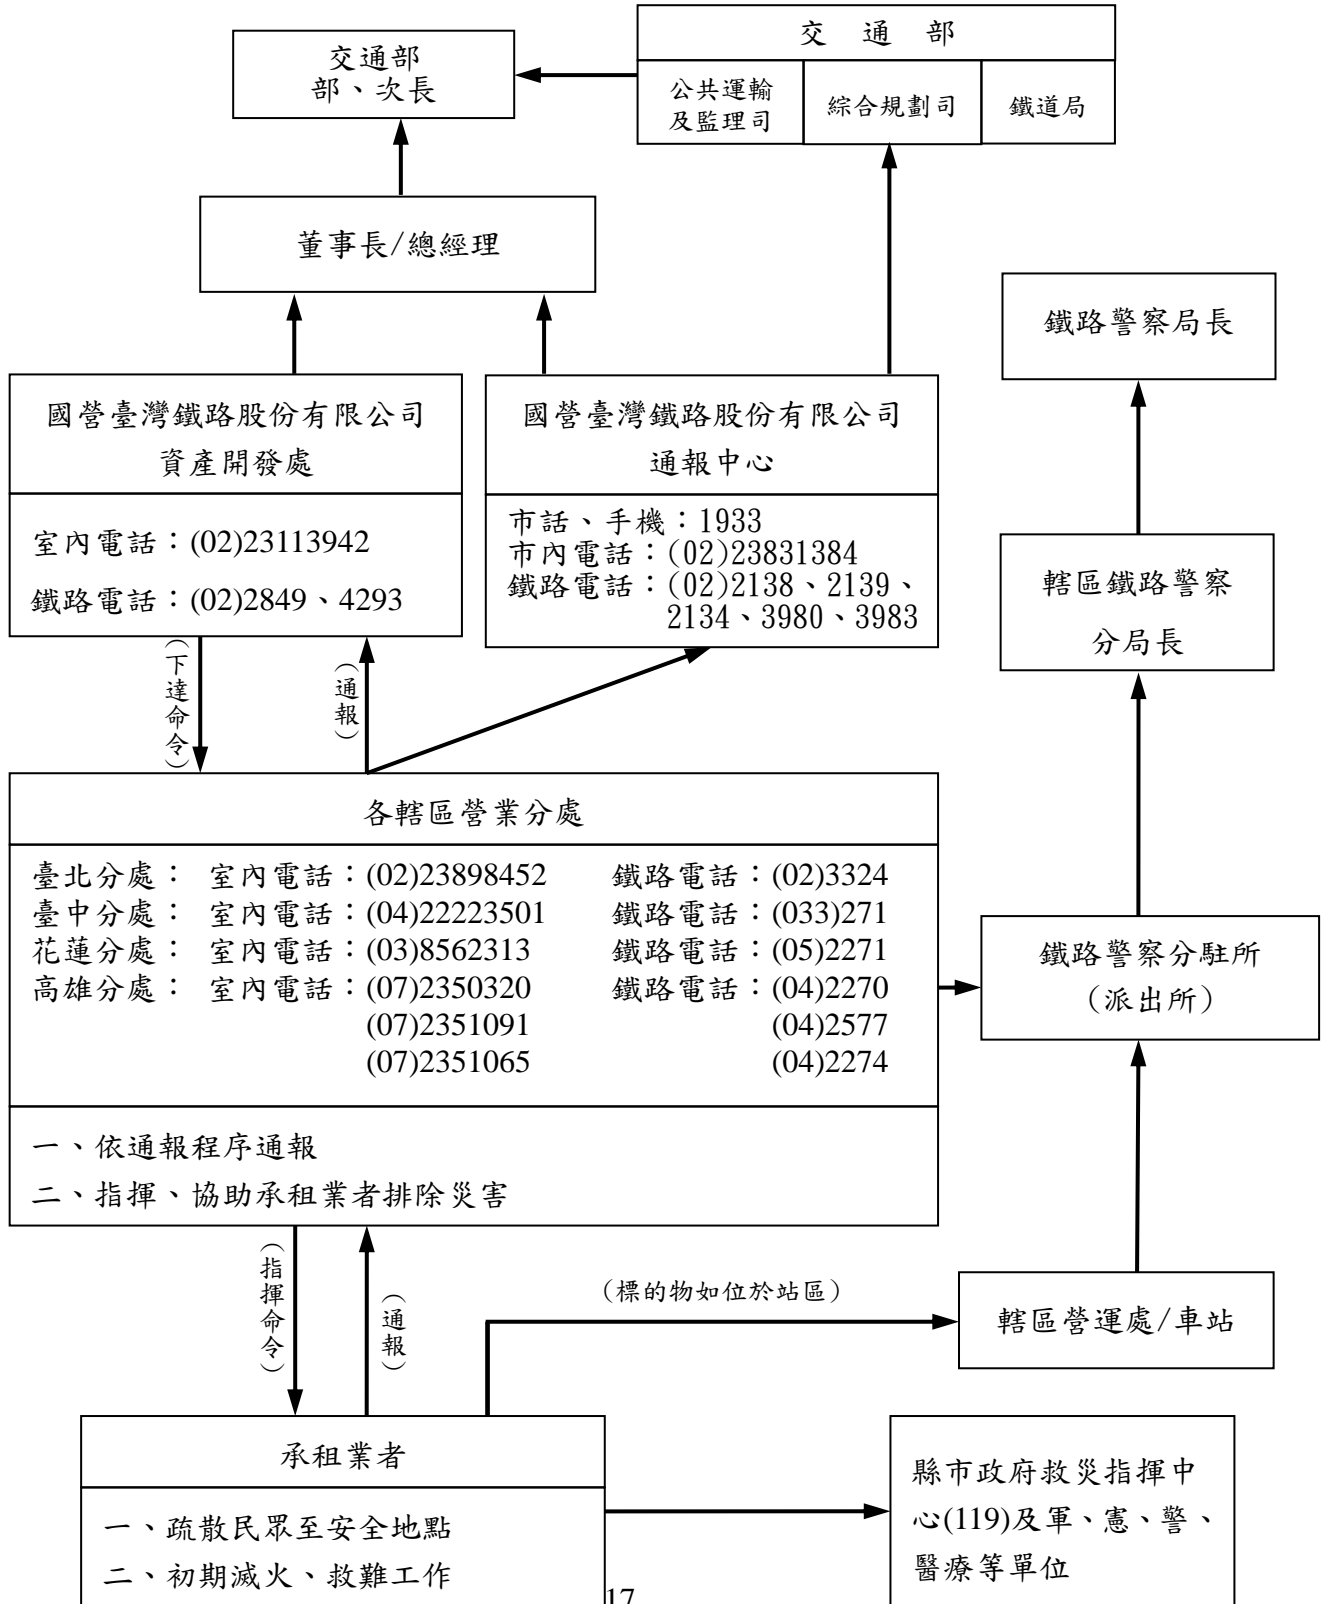 交通部
部、次長
交通部
公共運輸
及監理司
綜合規劃司
鐵道局
董事長/總經理
鐵路警察局長
國營臺灣鐵路股份有限公司
資產開發處
室內電話：(02)23113942
鐵路電話：(02)2849、4293
國營臺灣鐵路股份有限公司
通報中心
市話、手機：1933
市內電話：(02)23831384
鐵路電話：(02)2138、2139、
2134、3980、3983
轄區鐵路警察
分局長
（下達命令）
（通報）
各轄區營業分處
臺北分處： 室內電話：(02)23898452 鐵路電話：(02)3324
臺中分處： 室內電話：(04)22223501 鐵路電話：(033)271
花蓮分處： 室內電話：(03)8562313 鐵路電話：(05)2271
高雄分處： 室內電話：(07)2350320 鐵路電話：(04)2270
(07)2351091 (04)2577
(07)2351065 (04)2274
一、依通報程序通報
二、指揮、協助承租業者排除災害
鐵路警察分駐所
（派出所）
（指揮命令）
（通報）
（標的物如位於站區）
轄區營運處/車站
承租業者
一、疏散民眾至安全地點
二、初期滅火、救難工作
縣市政府救災指揮中
心(119)及軍、憲、警、
醫療等單位
17